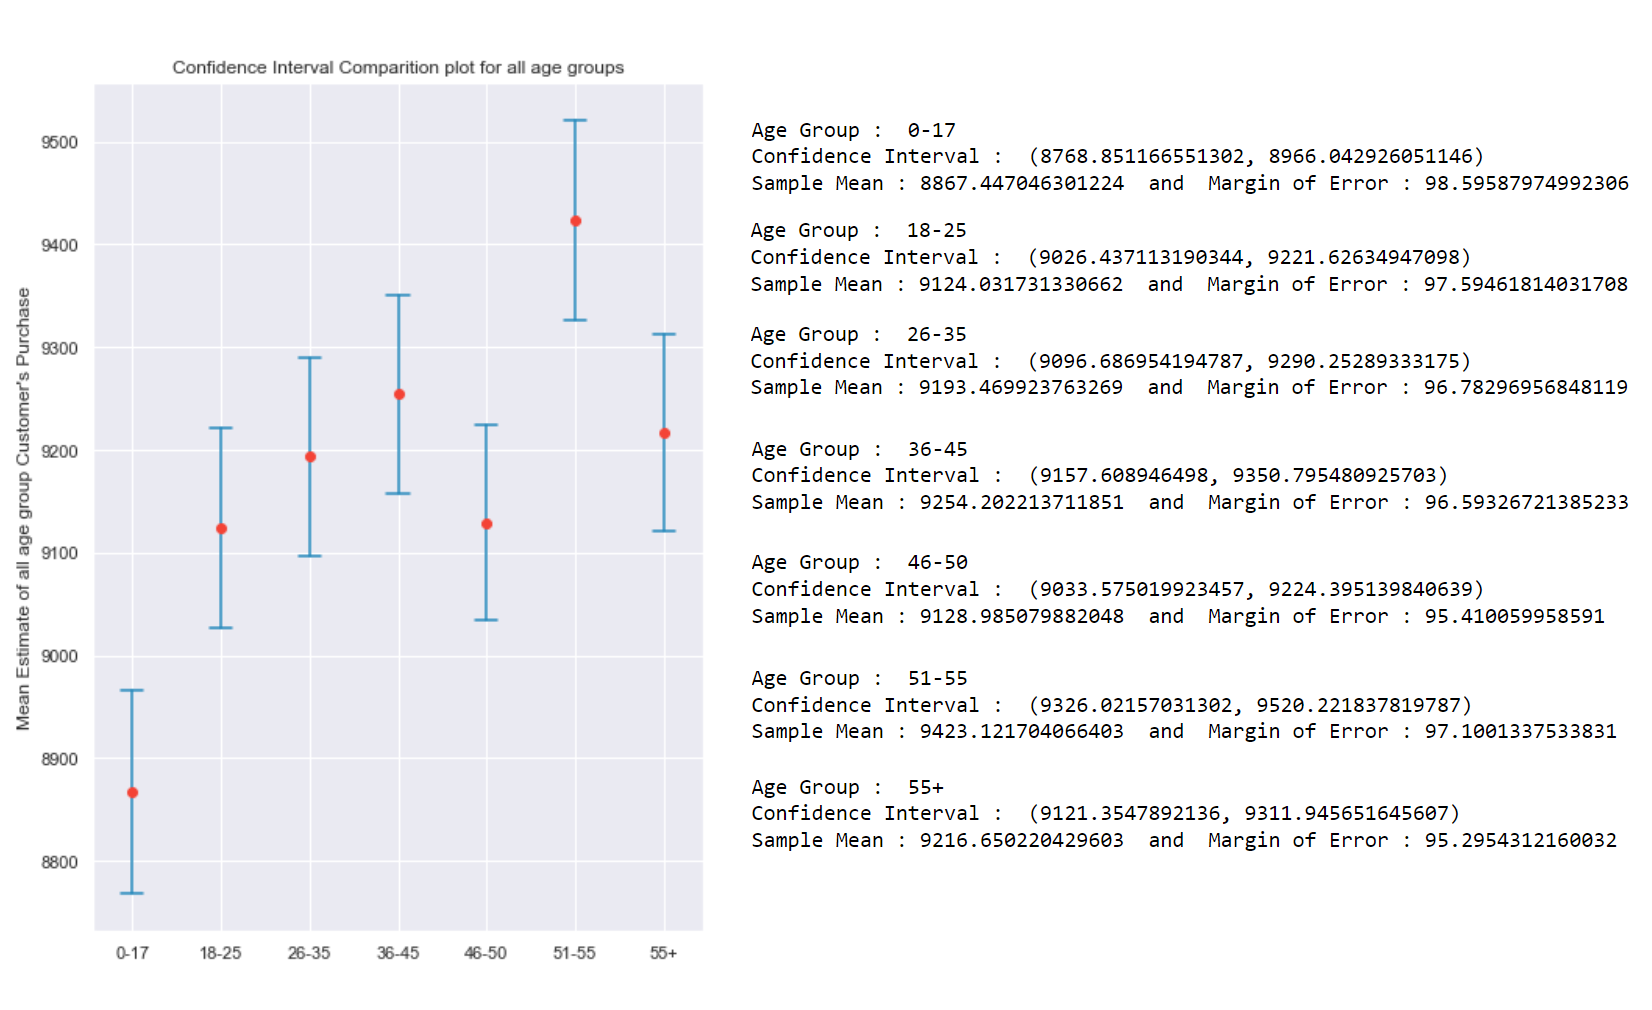 Confidence Interval Comparition plot for all age groups
Mean Estimate of all age group Customer's Purchase
9500
9400
9300
9200
9100
9000
8900
8800
0-17 18-25 26-35 36-45 46-50 51-55 55+
Age Group :  0-17
Confidence Interval :  (8768.851166551302, 8966.042926051146)
Sample Mean : 8867.447046301224  and  Margin of Error : 98.59587974992306
Age Group :  18-25
Confidence Interval :  (9026.437113190344, 9221.62634947098)
Sample Mean : 9124.031731330662  and  Margin of Error : 97.59461814031708
Age Group :  26-35
Confidence Interval :  (9096.686954194787, 9290.25289333175)
Sample Mean : 9193.469923763269  and  Margin of Error : 96.78296956848119
Age Group :  36-45
Confidence Interval :  (9157.608946498, 9350.795480925703)
Sample Mean : 9254.202213711851  and  Margin of Error : 96.59326721385233
Age Group :  46-50
Confidence Interval :  (9033.575019923457, 9224.395139840639)
Sample Mean : 9128.985079882048  and  Margin of Error : 95.410059958591
Age Group :  51-55
Confidence Interval :  (9326.02157031302, 9520.221837819787)
Sample Mean : 9423.121704066403  and  Margin of Error : 97.1001337533831
Age Group :  55+
Confidence Interval :  (9121.3547892136, 9311.945651645607)
Sample Mean : 9216.650220429603  and  Margin of Error : 95.2954312160032